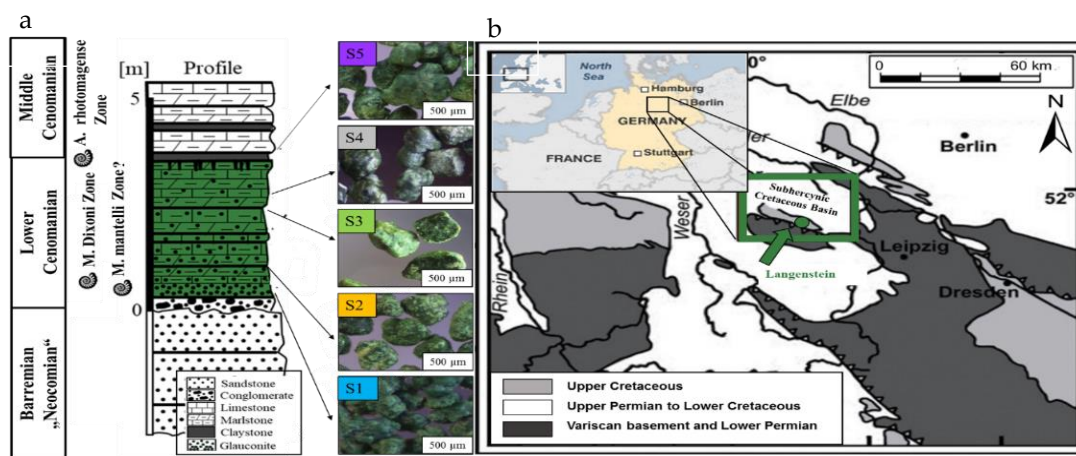 a
b
Middle
Cenomanian
A. rhotomagense
Zone
Lower
Cenomanian
M. Dixoni Zone
M. mantelli Zone?
Barremian
„Neocomian“
[m]
Profile
5
0
Sandstone
Conglomerate
Limestone
Marlstone
Claystone
Glauconite
S5
500 µm
S4
500 µm
S3
500 µm
S2
500 µm
S1
500 µm
North
Sea
Hamburg
Berlin
GERMANY
FRANCE
Stuttgart
0°
0 60 km
Elbe
N
Berlin
52°
Subhercynic
Cretaceous Basin
Weser
Leipzig
Langenstein
Dresden
Rhein
Upper Cretaceous
Upper Permian to Lower Cretaceous
Variscan basement and Lower Permian